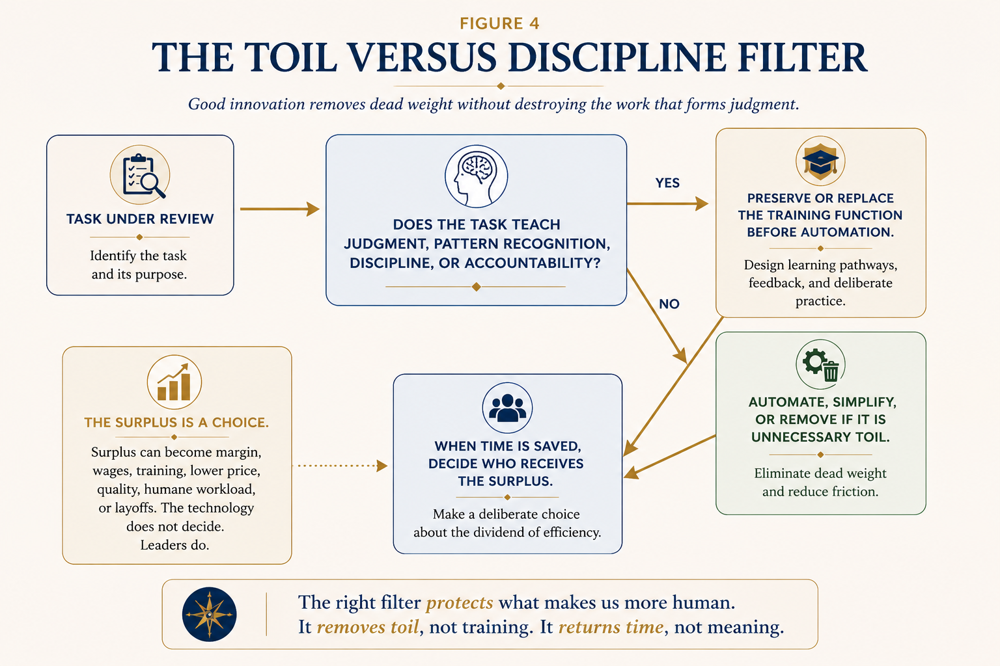 FIGURE 4
THE TOIL VERSUS DISCIPLINE FILTER
Good innovation removes dead weight without destroying the work that forms judgment.
TASK UNDER REVIEW
Identify the task
and its purpose.
DOES THE TASK TEACH
JUDGMENT, PATTERN RECOGNITION,
DISCIPLINE, OR ACCOUNTABILITY?
YES
NO
PRESERVE OR REPLACE
THE TRAINING FUNCTION
BEFORE AUTOMATION.
Design learning pathways,
feedback, and deliberate
practice.
AUTOMATE, SIMPLIFY,
OR REMOVE IF IT IS
UNNECESSARY TOIL.
Eliminate dead weight
and reduce friction.
WHEN TIME IS SAVED,
DECIDE WHO RECEIVES
THE SURPLUS.
Make a deliberate choice
about the dividend of efficiency.
THE SURPLUS IS A CHOICE.
Surplus can become margin,
wages, training, lower price,
quality, humane workload,
or layoffs. The technology
does not decide.
Leaders do.
The right filter protects what makes us more human.
It removes toil, not training. It returns time, not meaning.